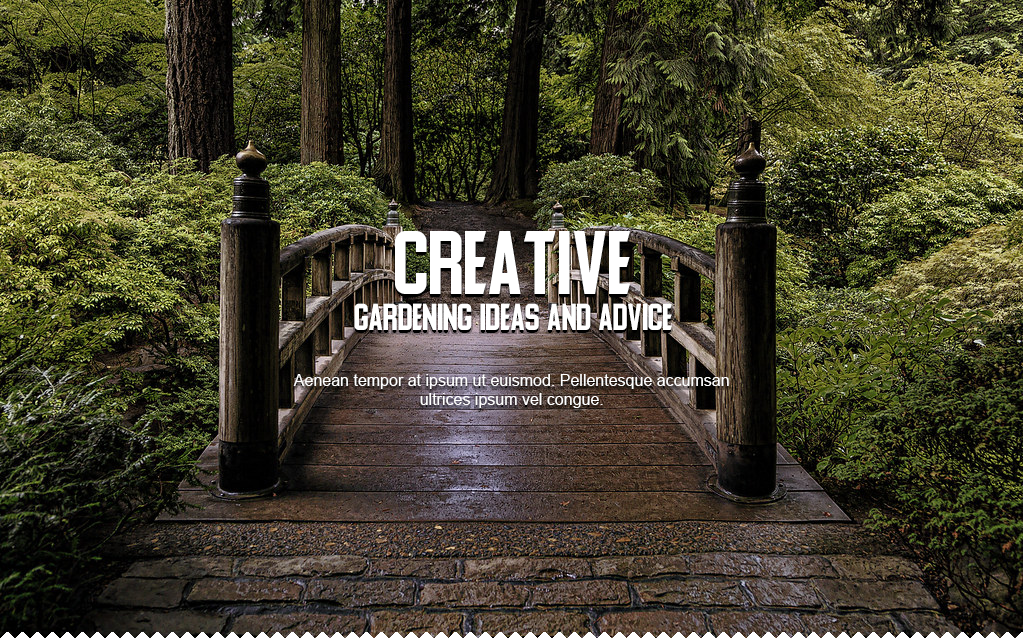 CREATIVE
GARDENING IDEAS AND ADVICE
Aenean tempor at ipsum ut euismod. Pellentesque accumsan
ultrices ipsum vel congue.